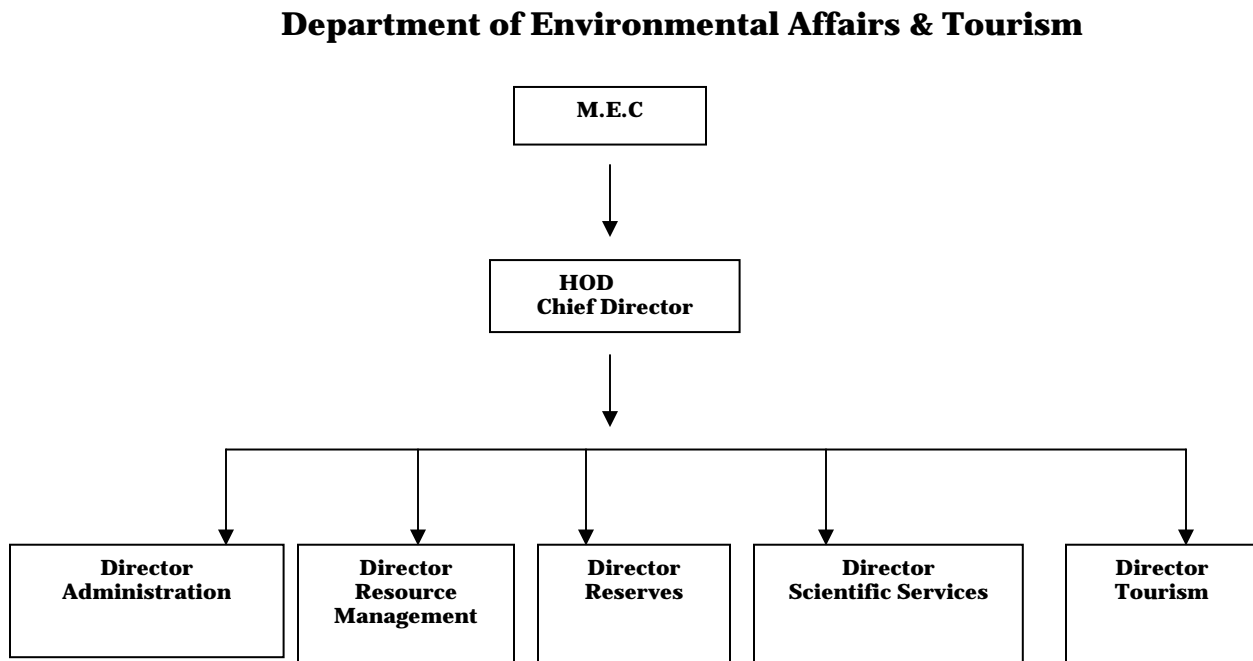 Department of Environmental Affairs & Tourism
M.E.C
HOD
Chief Director
Director
Administration
Director
Resource
Management
Director
Reserves
Director
Scientific Services
Director
Tourism